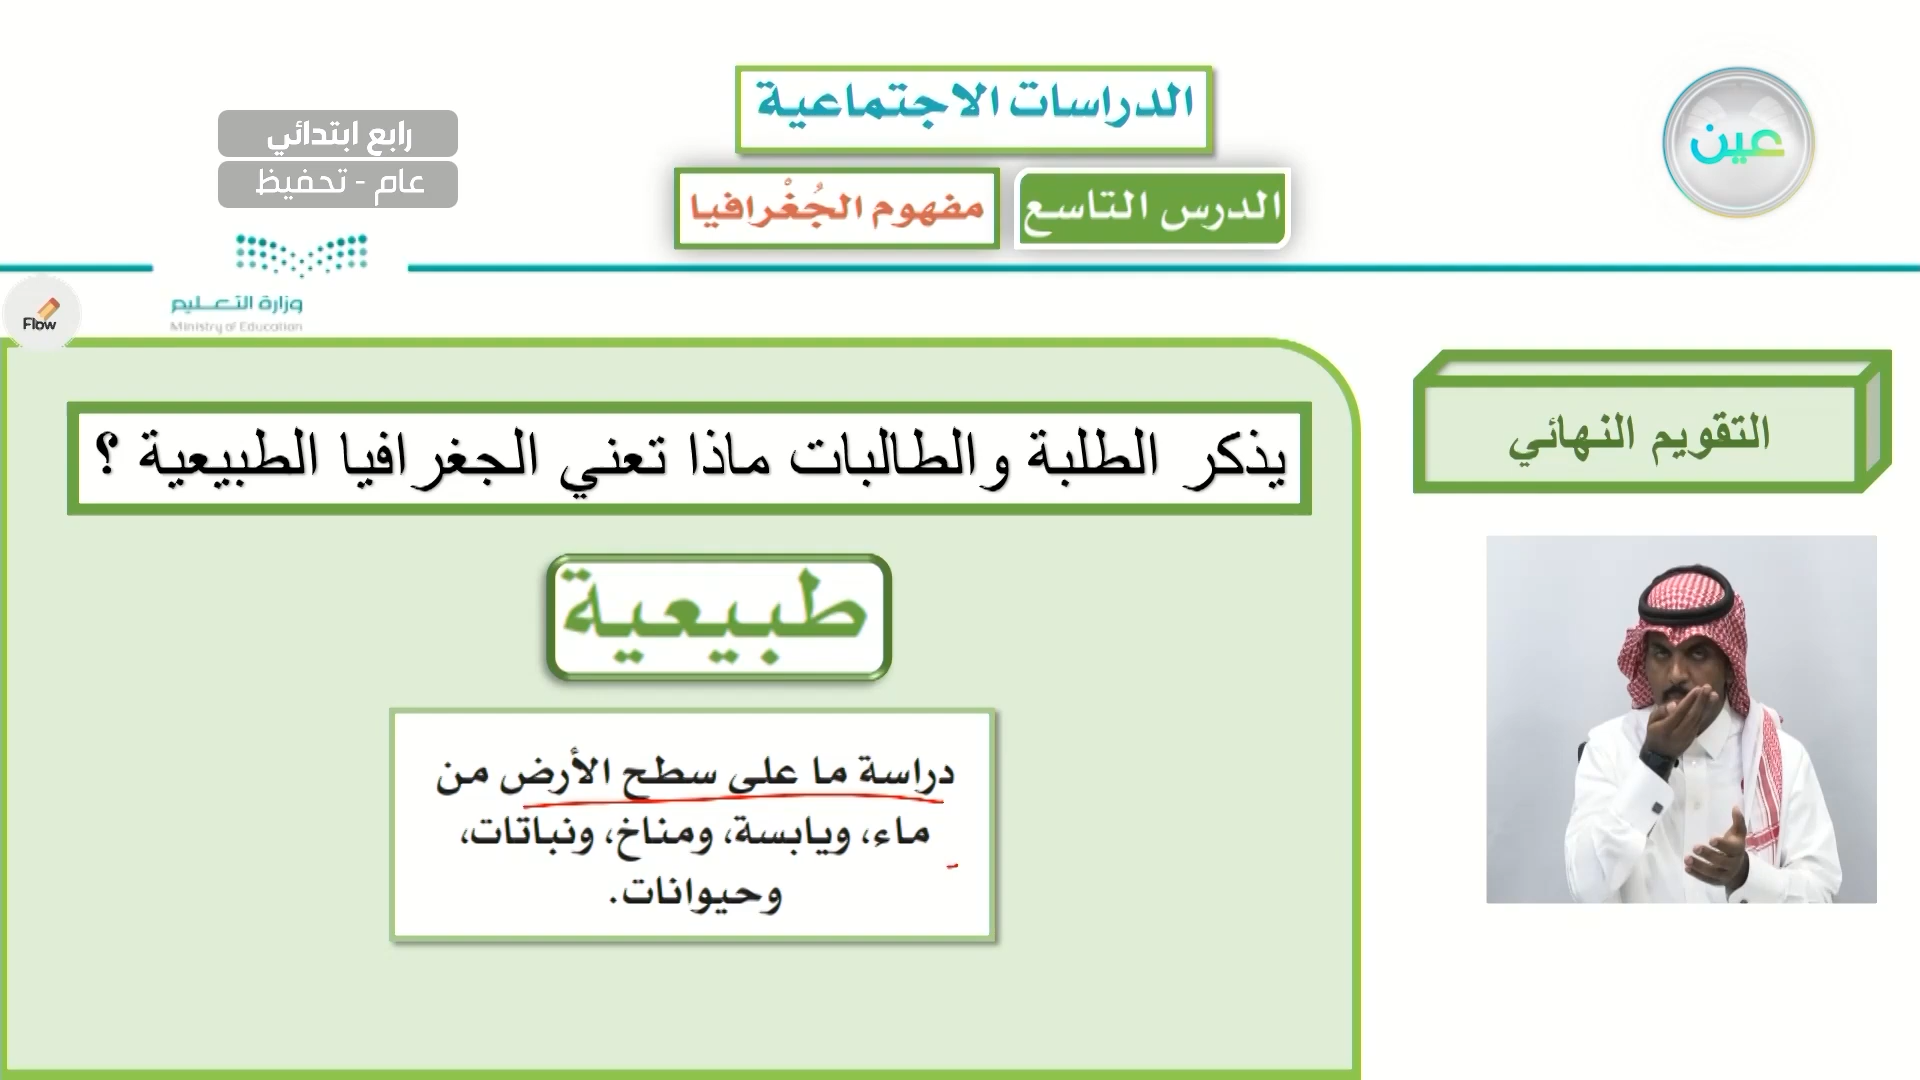 الدراسات الاجتماعية
عين
رابع ابتدائي
عام - تحفيظ
الدرس التاسع
مفهوم الجُغْرافيا
وزارة التعليم
Ministry of Education
Flow
التقويم النهائي
يذكر الطلبة والطالبات ماذا تعني الجغرافيا الطبيعية ؟
طبيعية
دراسة ما على سطح الأرض من
ماء، ويابسة، ومناخ، ونباتات،
وحيوانات.